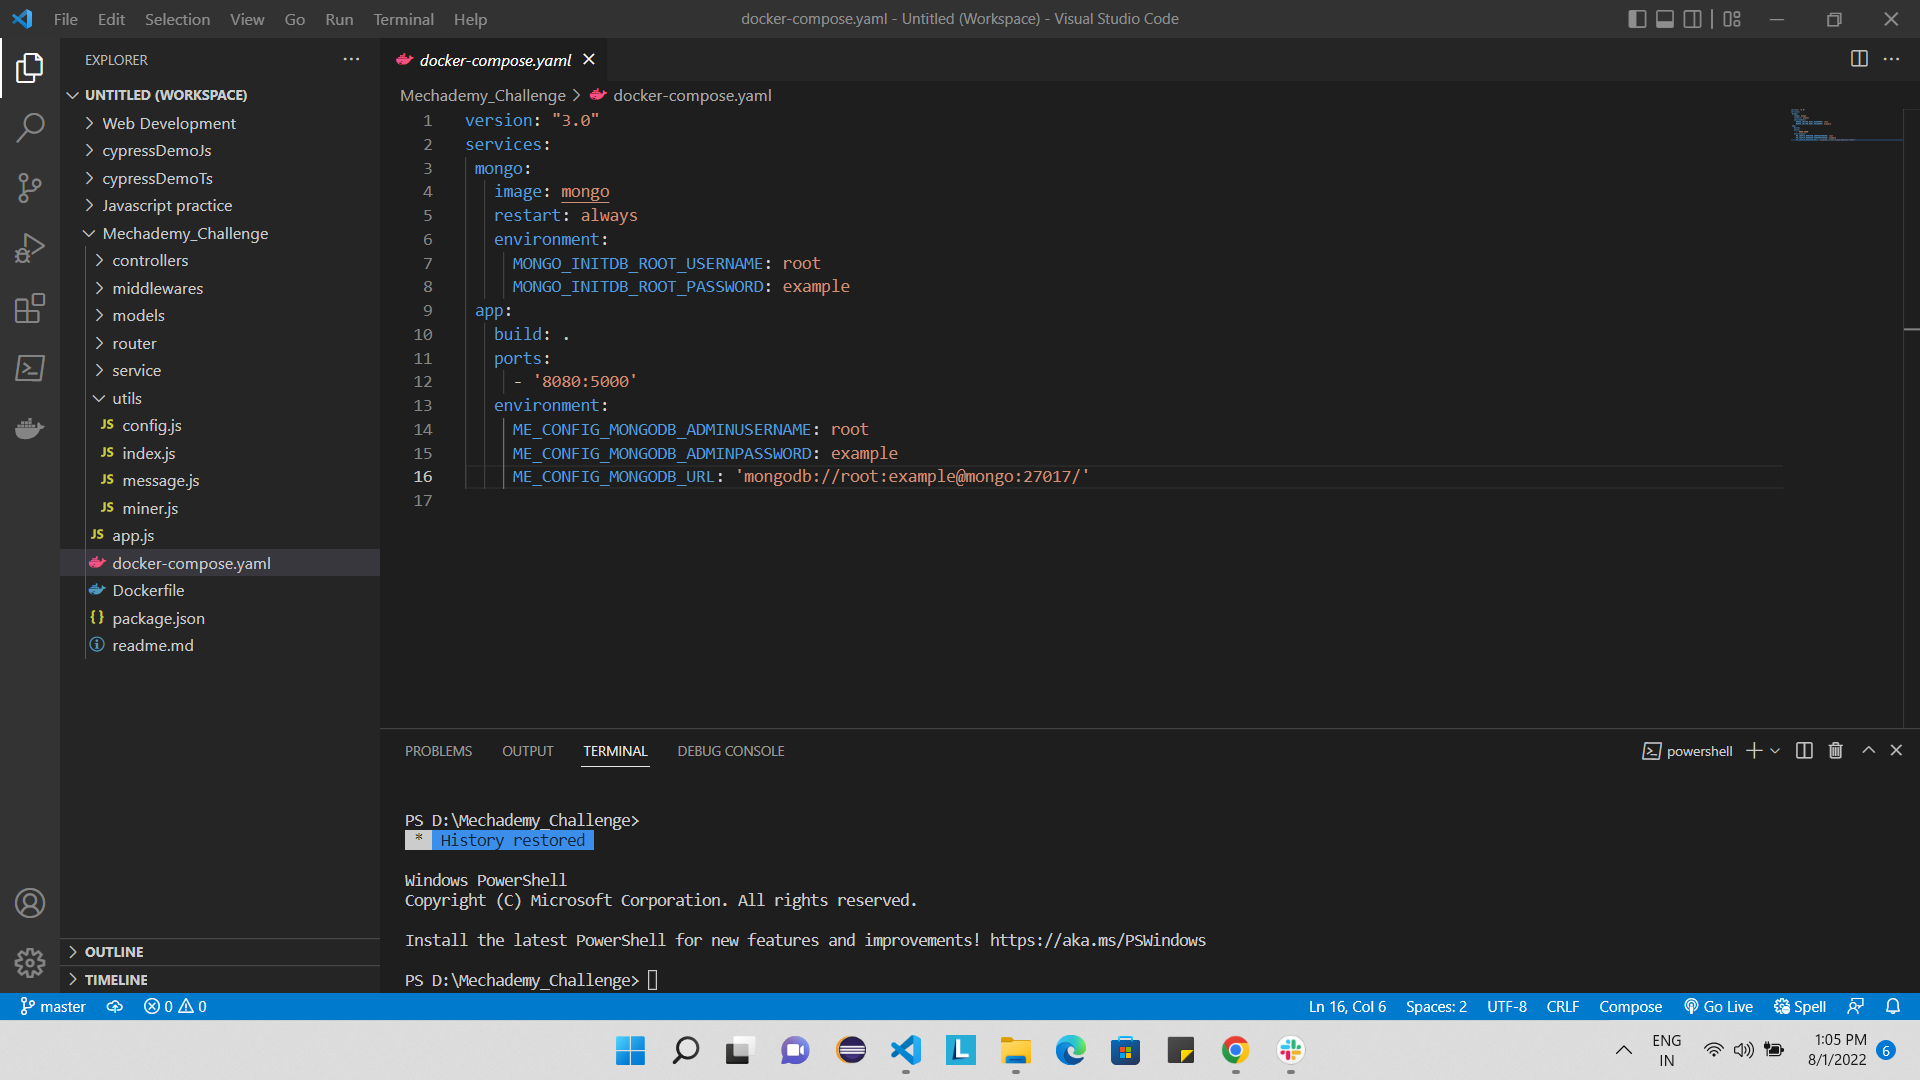 File Edit Selection View Go Run Terminal Help
docker-compose.yaml - Untitled (Workspace) - Visual Studio Code
EXPLORER
UNTITLED (WORKSPACE)
Web Development
cypressDemoJs
cypressDemoTs
Javascript practice
Mechademy_Challenge
controllers
middlewares
models
router
service
utils
JS config.js
JS index.js
JS message.js
JS miner.js
JS app.js
docker-compose.yaml
Dockerfile
{} package.json
readme.md
OUTLINE
TIMELINE
docker-compose.yaml
Mechademy_Challenge > docker-compose.yaml
1 version: "3.0"
2 services:
3 mongo:
4 image: mongo
5 restart: always
6 environment:
7 MONGO_INITDB_ROOT_USERNAME: root
8 MONGO_INITDB_ROOT_PASSWORD: example
9 app:
10 build: .
11 ports:
12 - '8080:5000'
13 environment:
14 ME_CONFIG_MONGODB_ADMINUSERNAME: root
15 ME_CONFIG_MONGODB_ADMINPASSWORD: example
16 ME_CONFIG_MONGODB_URL: 'mongodb://root:example@mongo:27017/'
17
PROBLEMS OUTPUT TERMINAL DEBUG CONSOLE
powershell
PS D:\Mechademy_Challenge>
* History restored
Windows PowerShell
Copyright (C) Microsoft Corporation. All rights reserved.
Install the latest PowerShell for new features and improvements! https://aka.ms/PSWindows
PS D:\Mechademy_Challenge>
master 0 0
Ln 16, Col 6 Spaces: 2 UTF-8 CRLF Compose Go Live Spell
L
ENG
IN
1:05 PM
8/1/2022
6